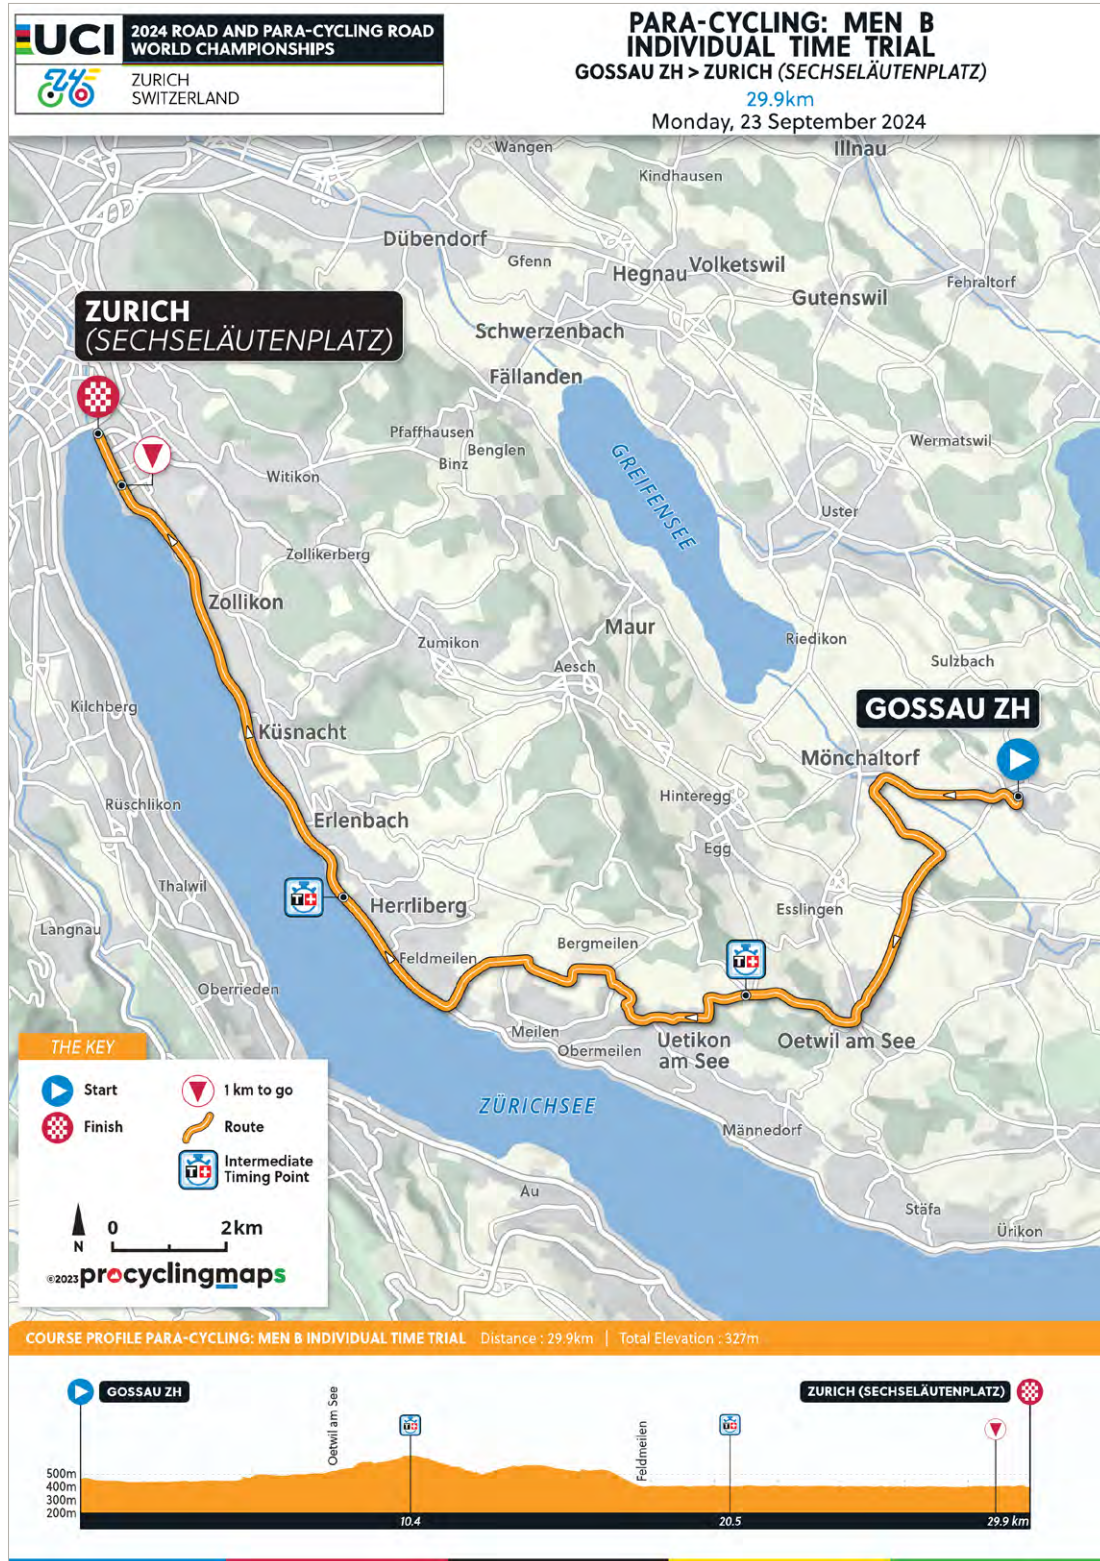 UCI
2024 ROAD AND PARA-CYCLING ROAD
WORLD CHAMPIONSHIPS
ZURICH
SWITZERLAND
PARA-CYCLING: MEN B
INDIVIDUAL TIME TRIAL
GOSSAU ZH > ZURICH (SECHSELÄUTENPLATZ)
29.9km
Monday, 23 September 2024
Wangen
Illnau
Kindhausen
Dübendorf
Gfenn
Hegnau
Volketswil
Fehraltorf
Gutenswil
ZURICH
(SECHSELÄUTENPLATZ)
Schwerzenbach
Fällanden
Pfaffhausen
Benglen
Binz
Wermatswil
Witikon
GREIFENSEE
Uster
Zollikerberg
Zollikon
Maur
Riedikon
Zumikon
Aesch
Sulzbach
Kilchberg
GOSSAU ZH
Küsnacht
Mönchaltorf
Rüschlikon
Hinteregg
Erlenbach
Egg
Thalwil
Herrliberg
Esslingen
Langnau
Bergmeilen
Feldmeilen
Oberrieden
Meilen
Obermeilen
Uetikon
am See
Oetwil am See
ZÜRICHSEE
Männedorf
Au
Stäfa
Ürikon
THE KEY
Start
1 km to go
Finish
Route
Intermediate
Timing Point
N
0 2km
©2023 procyclingmaps
COURSE PROFILE PARA-CYCLING: MEN B INDIVIDUAL TIME TRIAL Distance : 29.9km | Total Elevation : 327m
GOSSAU ZH
Oetwil am See
Feldmeilen
ZURICH (SECHSELÄUTENPLATZ)
500m
400m
300m
200m
10.4
20.5
29.9 km